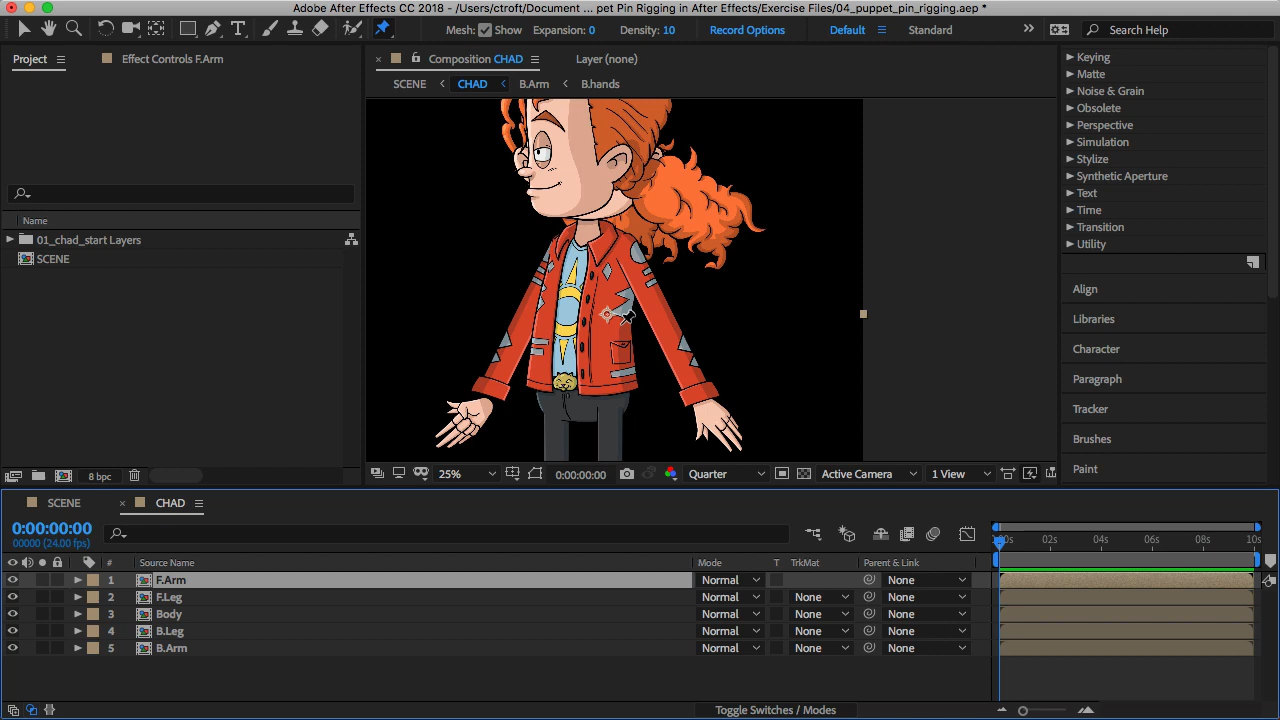 Adobe After Effects CC 2018 - /Users/ctroft/Document ... pet Pin Rigging in After Effects/Exercise Files/04_puppet_pin_rigging.aep *
Mesh: Show Expansion: 0 Density: 10 Record Options Default Standard Search Help
Project Effect Controls F.Arm
Composition CHAD Layer (none)
SCENE CHAD B.Arm B.hands
Keying
Matte
Noise & Grain
Obsolete
Perspective
Simulation
Stylize
Synthetic Aperture
Text
Time
Transition
Utility
Align
Libraries
Character
Paragraph
Tracker
Brushes
Paint
Name
01_chad_start Layers
SCENE
8 bpc
25% 0:00:00:00 Quarter Active Camera 1 View
SCENE CHAD
0:00:00:00
00000 (24.00 fps)
:00s 02s 04s 06s 08s 10s
# Source Name Mode T TrkMat Parent & Link
1 F.Arm Normal None
2 F.Leg Normal None None
3 Body Normal None None
4 B.Leg Normal None None
5 B.Arm Normal None None
Toggle Switches / Modes